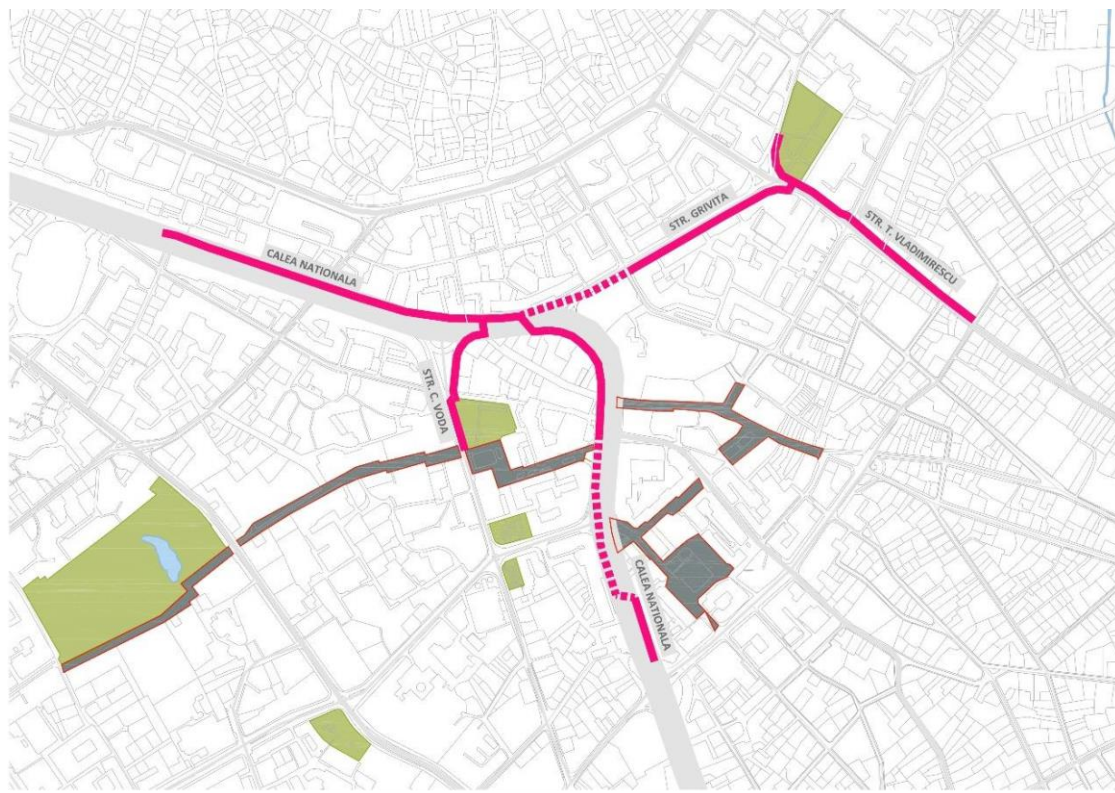 STR. GRIVITA
STR. T. VLADIMIRESCU
CALEA NATIONALA
STR. C. VODA
CALEA NATIONALA